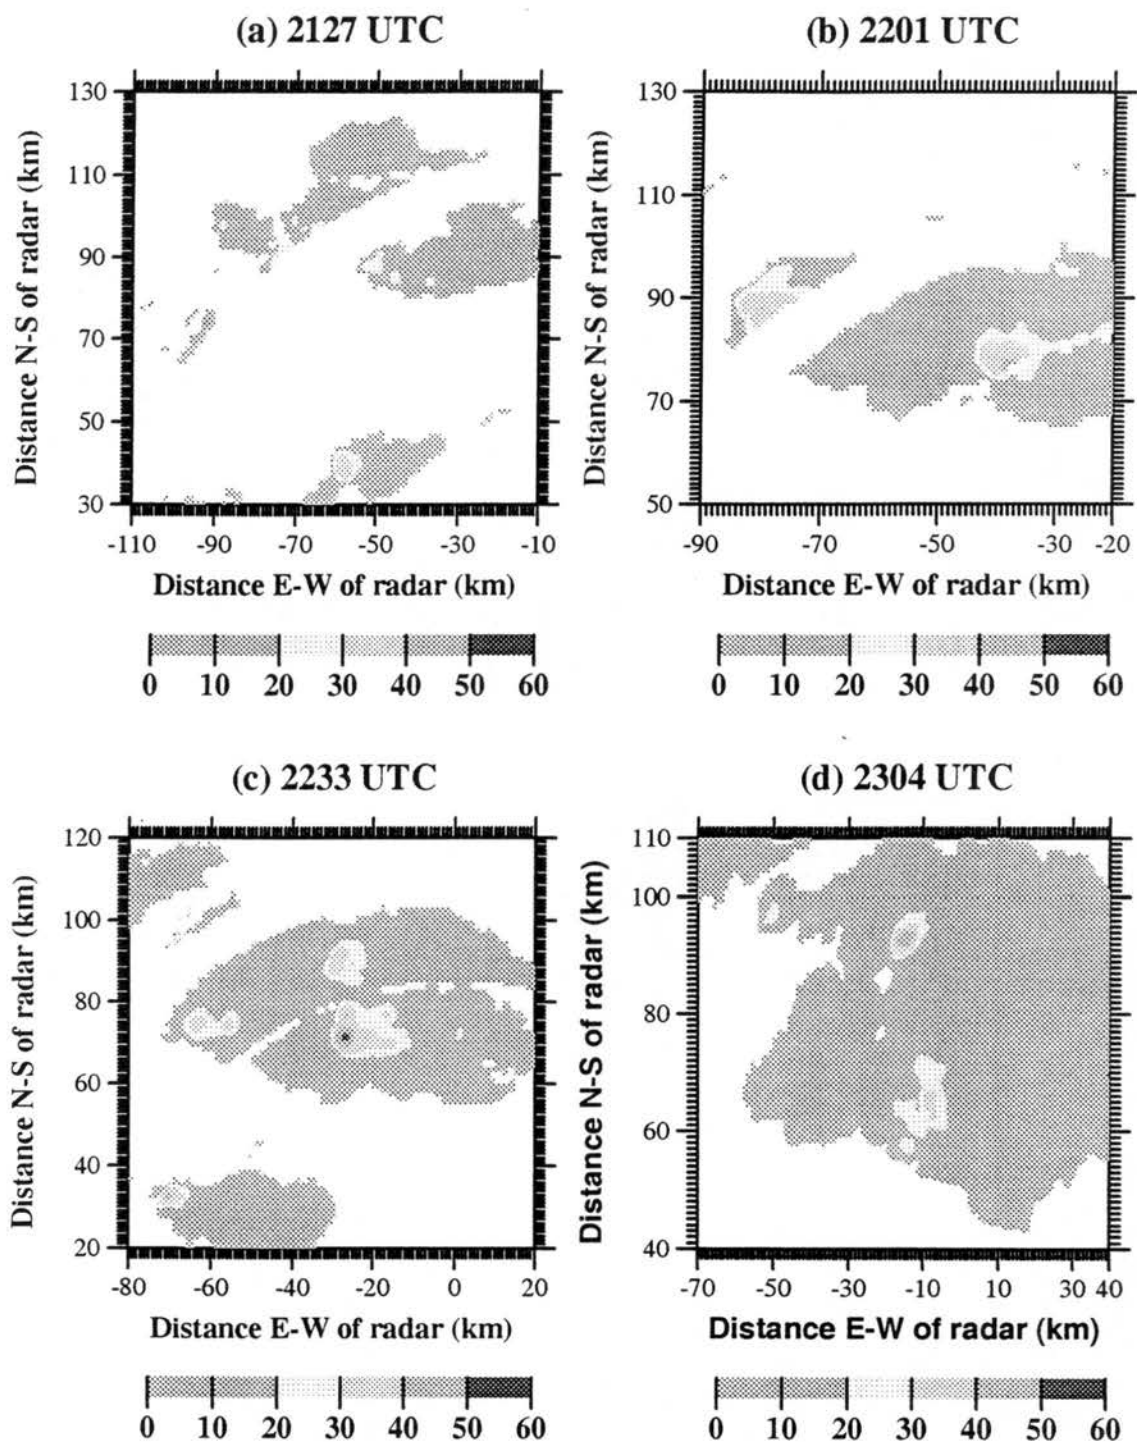 (a) 2127 UTC
(b) 2201 UTC
Distance N-S of radar (km)
130
110
90
70
50
30
-110 -90 -70 -50 -30 -10
Distance E-W of radar (km)
0 10 20 30 40 50 60
Distance N-S of radar (km)
130
110
90
70
50
-90 -70 -50 -30 -20
Distance E-W of radar (km)
0 10 20 30 40 50 60
(c) 2233 UTC
(d) 2304 UTC
Distance N-S of radar (km)
120
100
80
60
40
20
-80 -60 -40 -20 0 20
Distance E-W of radar (km)
0 10 20 30 40 50 60
Distance N-S of radar (km)
110
100
80
60
40
-70 -50 -30 -10 10 30 40
Distance E-W of radar (km)
0 10 20 30 40 50 60